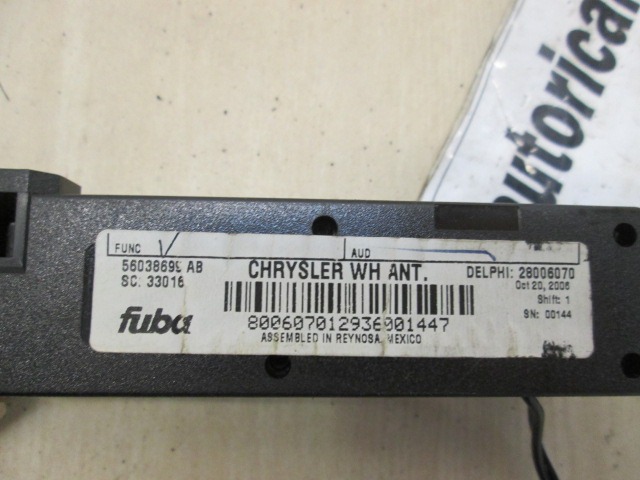 utorica
FUNC V AUD
56038699 AB CHRYSLER WH ANT. DELPHI: 28006070
SC: 33016 Oct 20, 2006
Shift: 1
fuba 800607012936001447 SN: 00144
ASSEMBLED IN REYNOSA, MEXICO